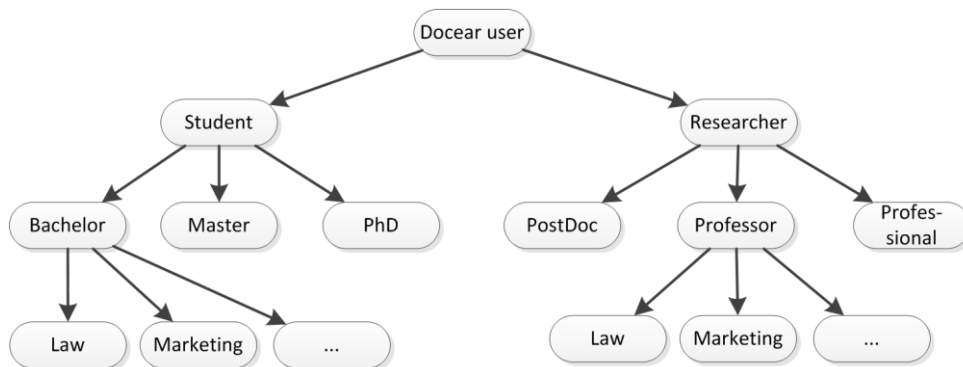 Docear user
Student
Researcher
Bachelor
Master
PhD
PostDoc
Professor
Profes-
sional
Law
Marketing
...
Law
Marketing
...